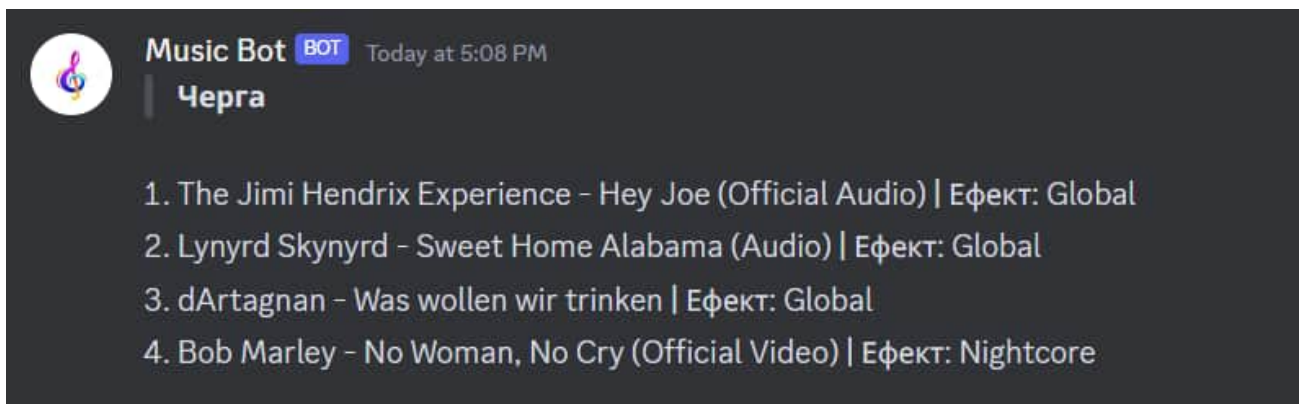 Music Bot BOT Today at 5:08 PM
Черга
1. The Jimi Hendrix Experience - Hey Joe (Official Audio) | Ефект: Global
2. Lynyrd Skynyrd - Sweet Home Alabama (Audio) | Ефект: Global
3. dArtagnan - Was wollen wir trinken | Ефект: Global
4. Bob Marley - No Woman, No Cry (Official Video) | Ефект: Nightcore